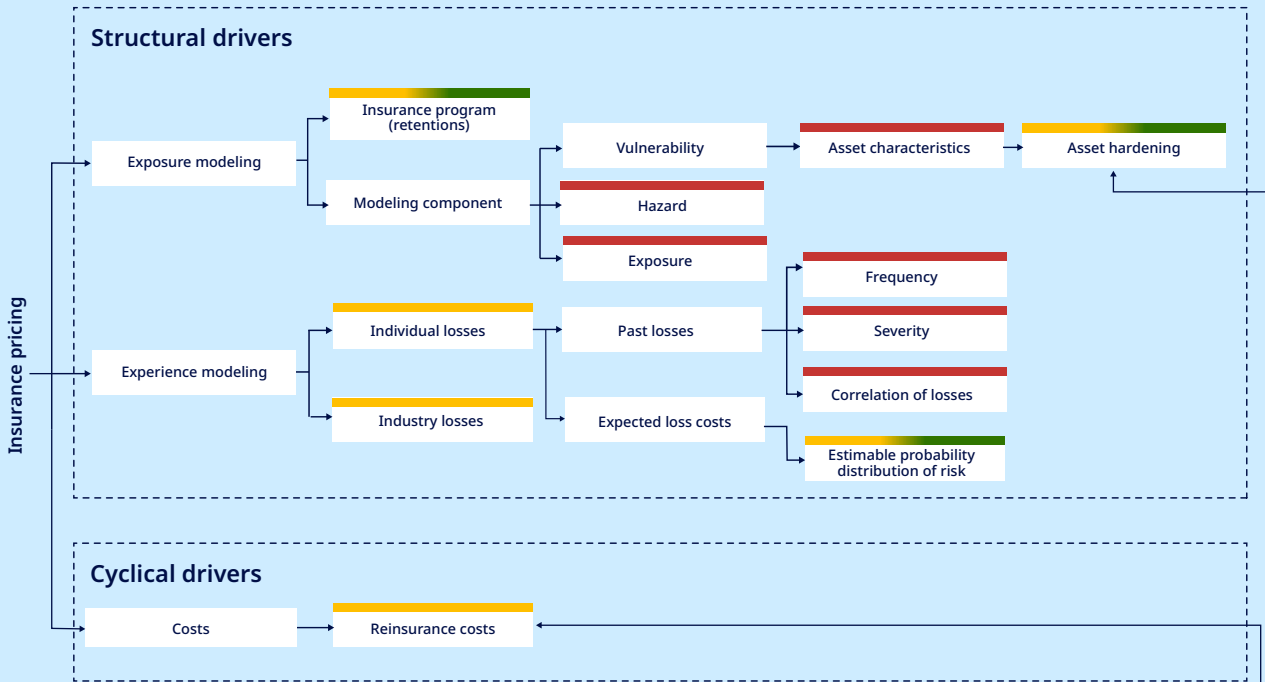 Structural drivers
Insurance program
(retentions)
Exposure modeling
Vulnerability
Asset characteristics
Asset hardening
Modeling component
Hazard
Exposure
Frequency
Insurance pricing
Individual losses
Past losses
Severity
Experience modeling
Correlation of losses
Industry losses
Expected loss costs
Estimable probability
distribution of risk
Cyclical drivers
Costs
Reinsurance costs